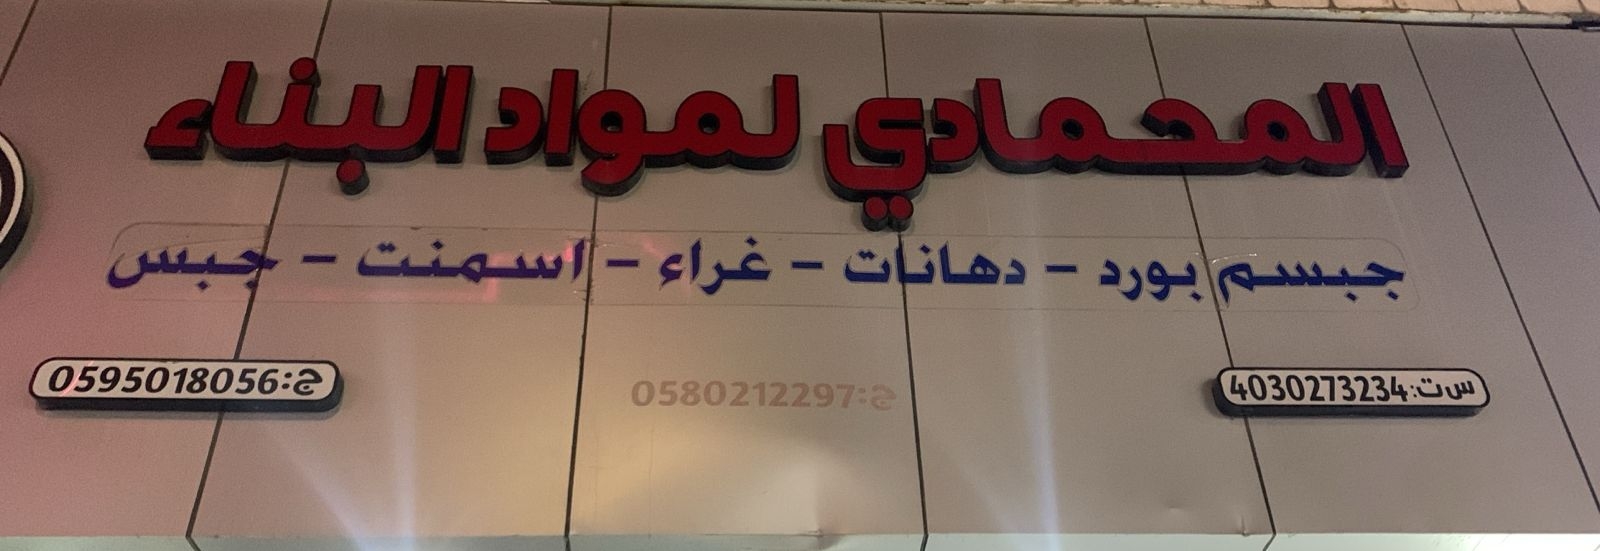 المحمادي لمواد البناء
جبسم بورد - دهانات - غراء - اسمنت - جبس
س ت:4030273234
ج:0580212297
ج:0595018056